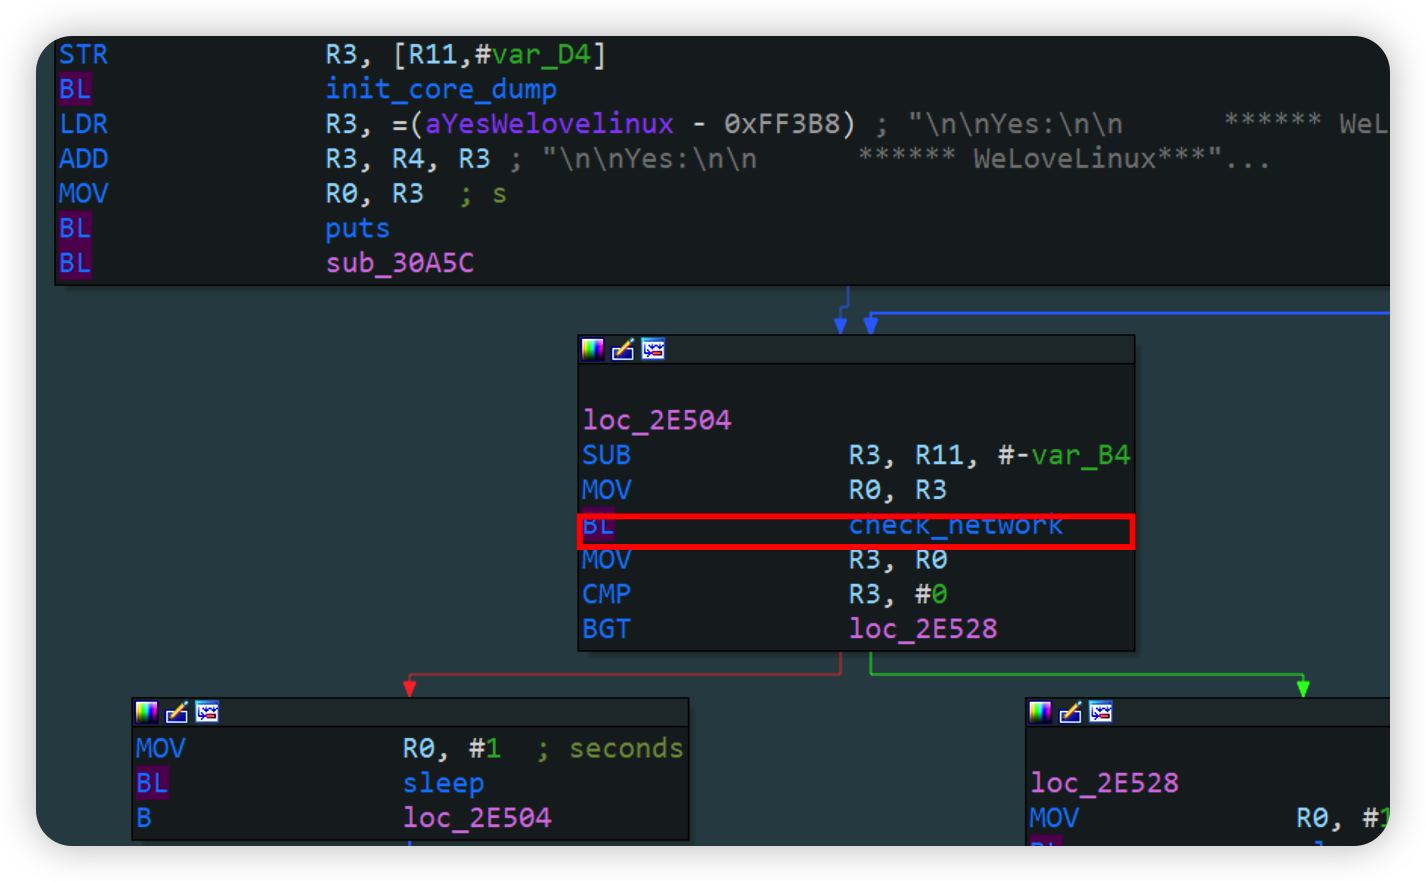 STR R3, [R11,#var_D4]
BL init_core_dump
LDR R3, =(aYesWelovelinux - 0xFF3B8) ; "\n\nYes:\n\n ****** WeL
ADD R3, R4, R3 ; "\n\nYes:\n\n ****** WeLoveLinux***"...
MOV R0, R3 ; s
BL puts
BL sub_30A5C
loc_2E504
SUB R3, R11, #-var_B4
MOV R0, R3
BL check_network
MOV R3, R0
CMP R3, #0
BGT loc_2E528
MOV R0, #1 ; seconds
BL sleep
B loc_2E504
loc_2E528
MOV R0, #1
BL